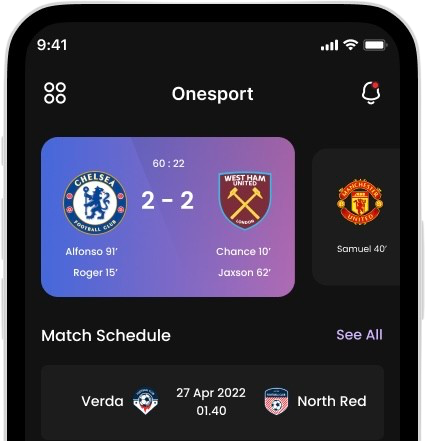 9:41
Onesport
60 : 22
CHELSEA
FOOTBALL CLUB
2 - 2
WEST HAM
UNITED
LONDON
Alfonso 91’
Roger 15’
Chance 10’
Jaxson 62’
MANCHESTER
UNITED
Samuel 40’
Match Schedule
See All
Verda
27 Apr 2022
01.40
North Red